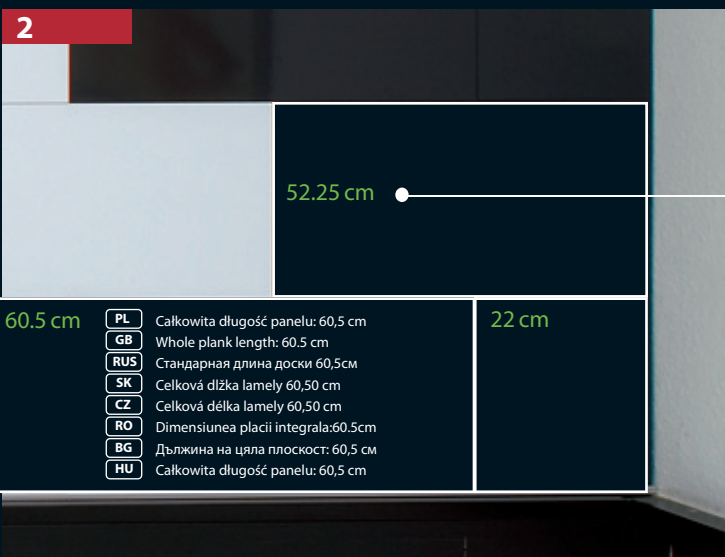 2
52.25 cm
60.5 cm
22 cm
PL Całkowita długość panelu: 60,5 cm
GB Whole plank length: 60.5 cm
RUS Стандарная длина доски 60,5см
SK Celková dlžka lamely 60,50 cm
CZ Celková délka lamely 60,50 cm
RO Dimensiunea placii integrala:60.5cm
BG Дължина на цяла плоскост: 60,5 см
HU Całkowita długość panelu: 60,5 cm